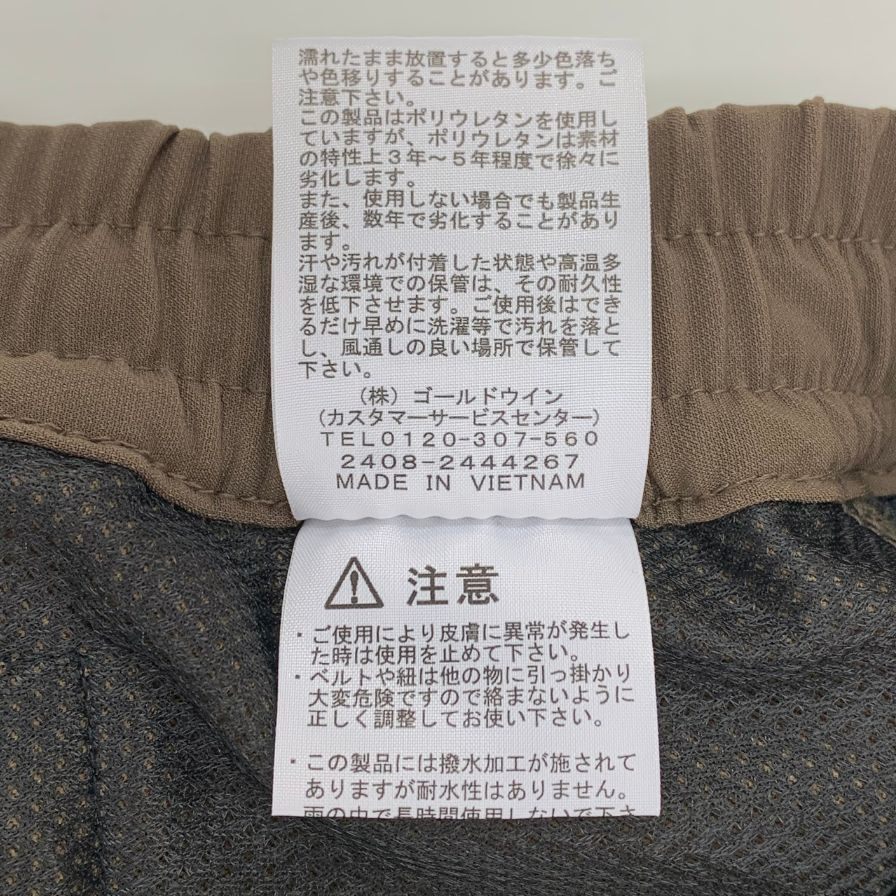 濡れたまま放置すると多少色落ち
や色移りすることがあります。ご
注意下さい。
この製品はポリウレタンを使用し
ていますが、ポリウレタンは素材
の特性上3年～5年程度で徐々に
劣化します。
また、使用しない場合でも製品生
産後、数年で劣化することがあり
ます。
汗や汚れが付着した状態や高温多
湿な環境での保管は、その耐久性
を低下させます。ご使用後はでき
るだけ早めに洗濯等で汚れを落と
し、風通しの良い場所で保管して
下さい。
(株) ゴールドウイン
(カスタマーサービスセンター)
TEL0120-307-560
2408-2444267
MADE IN VIETNAM
注意
・ご使用により皮膚に異常が発生し
た時は使用を止めて下さい。
・ベルトや紐は他の物に引っ掛かり
大変危険ですので絡まないように
正しく調整してお使い下さい。
・この製品には撥水加工が施されて
ありますが耐水性はありません。
雨の中で長時間使用しないで下さ